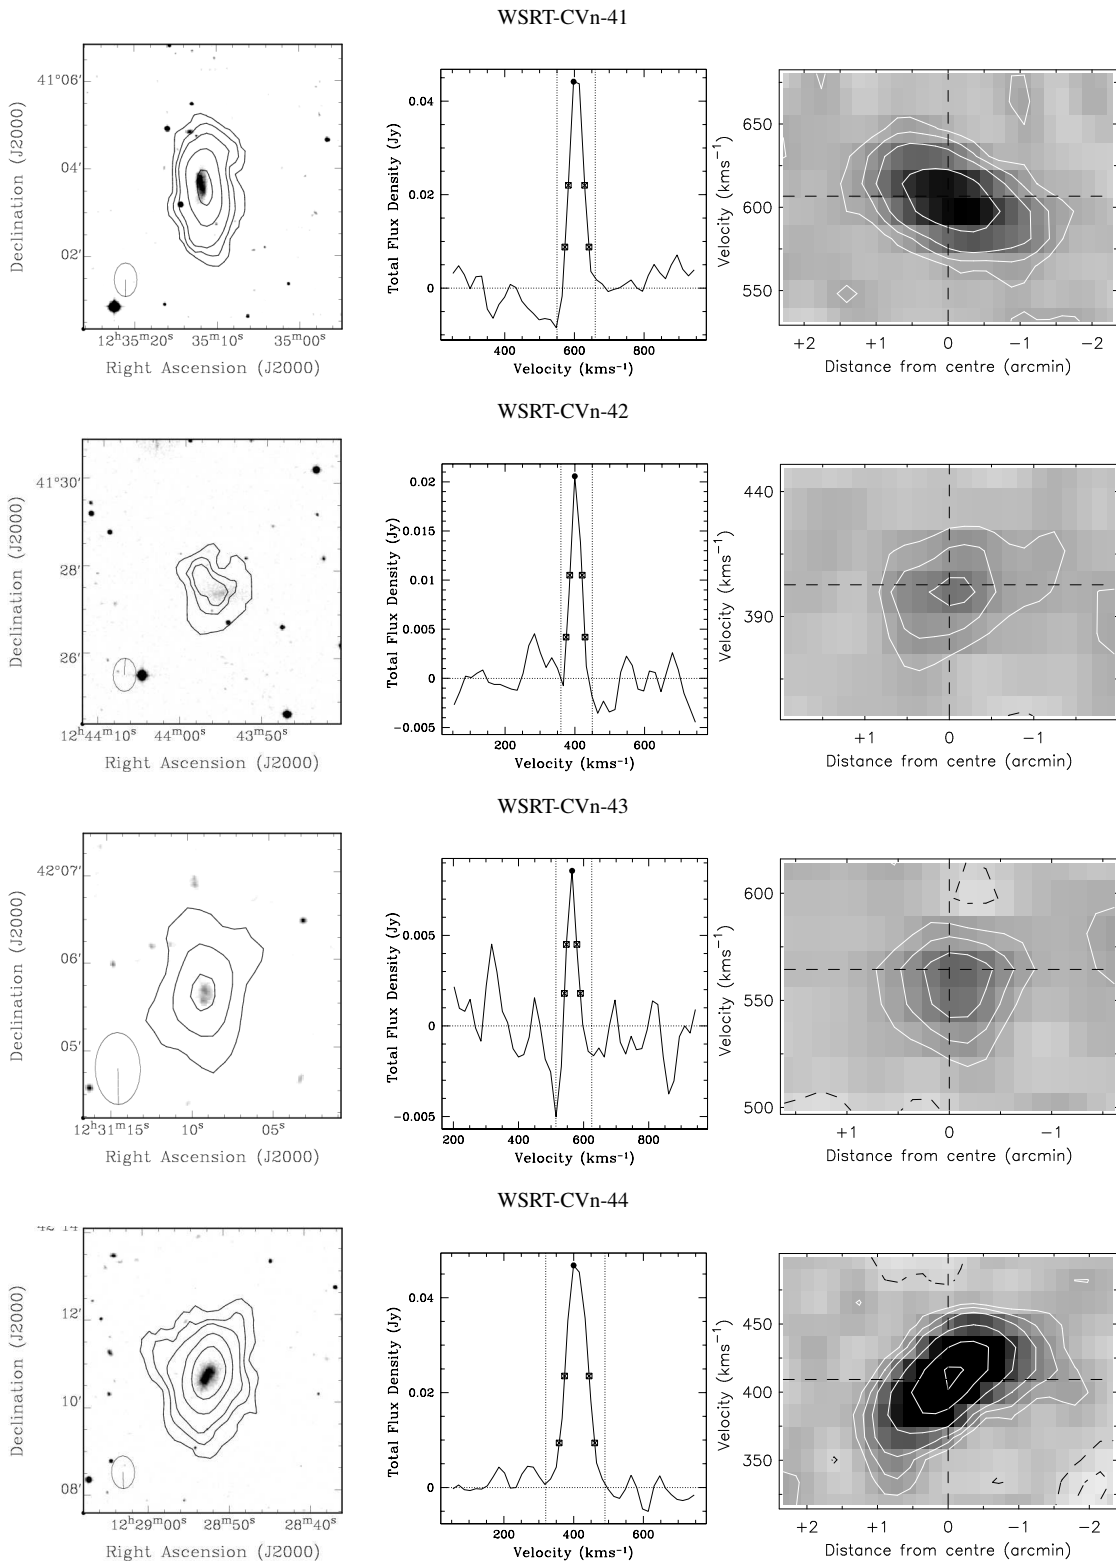 WSRT-CVn-41
Declination (J2000)
41°06′
04′
02′
12ʰ35ᵐ20ˢ 35ᵐ10ˢ 35ᵐ00ˢ
Right Ascension (J2000)
Total Flux Density (Jy)
0.04
0.02
0
400 600 800
Velocity (kms⁻¹)
Velocity (kms⁻¹)
650
600
550
+2 +1 0 -1 -2
Distance from centre (arcmin)
WSRT-CVn-42
Declination (J2000)
41°30′
28′
26′
12ʰ44ᵐ10ˢ 44ᵐ00ˢ 43ᵐ50ˢ
Right Ascension (J2000)
Total Flux Density (Jy)
0.02
0.015
0.01
0.005
0
-0.005
200 400 600
Velocity (kms⁻¹)
Velocity (kms⁻¹)
440
390
+1 0 -1
Distance from centre (arcmin)
WSRT-CVn-43
Declination (J2000)
42°07′
06′
05′
12ʰ31ᵐ15ˢ 10ˢ 05ˢ
Right Ascension (J2000)
Total Flux Density (Jy)
0.005
0
-0.005
200 400 600 800
Velocity (kms⁻¹)
Velocity (kms⁻¹)
600
550
500
+1 0 -1
Distance from centre (arcmin)
WSRT-CVn-44
Declination (J2000)
42 14
12′
10′
08′
12ʰ29ᵐ00ˢ 28ᵐ50ˢ 28ᵐ40ˢ
Right Ascension (J2000)
Total Flux Density (Jy)
0.04
0.02
0
200 400 600
Velocity (kms⁻¹)
Velocity (kms⁻¹)
450
400
350
+2 +1 0 -1 -2
Distance from centre (arcmin)